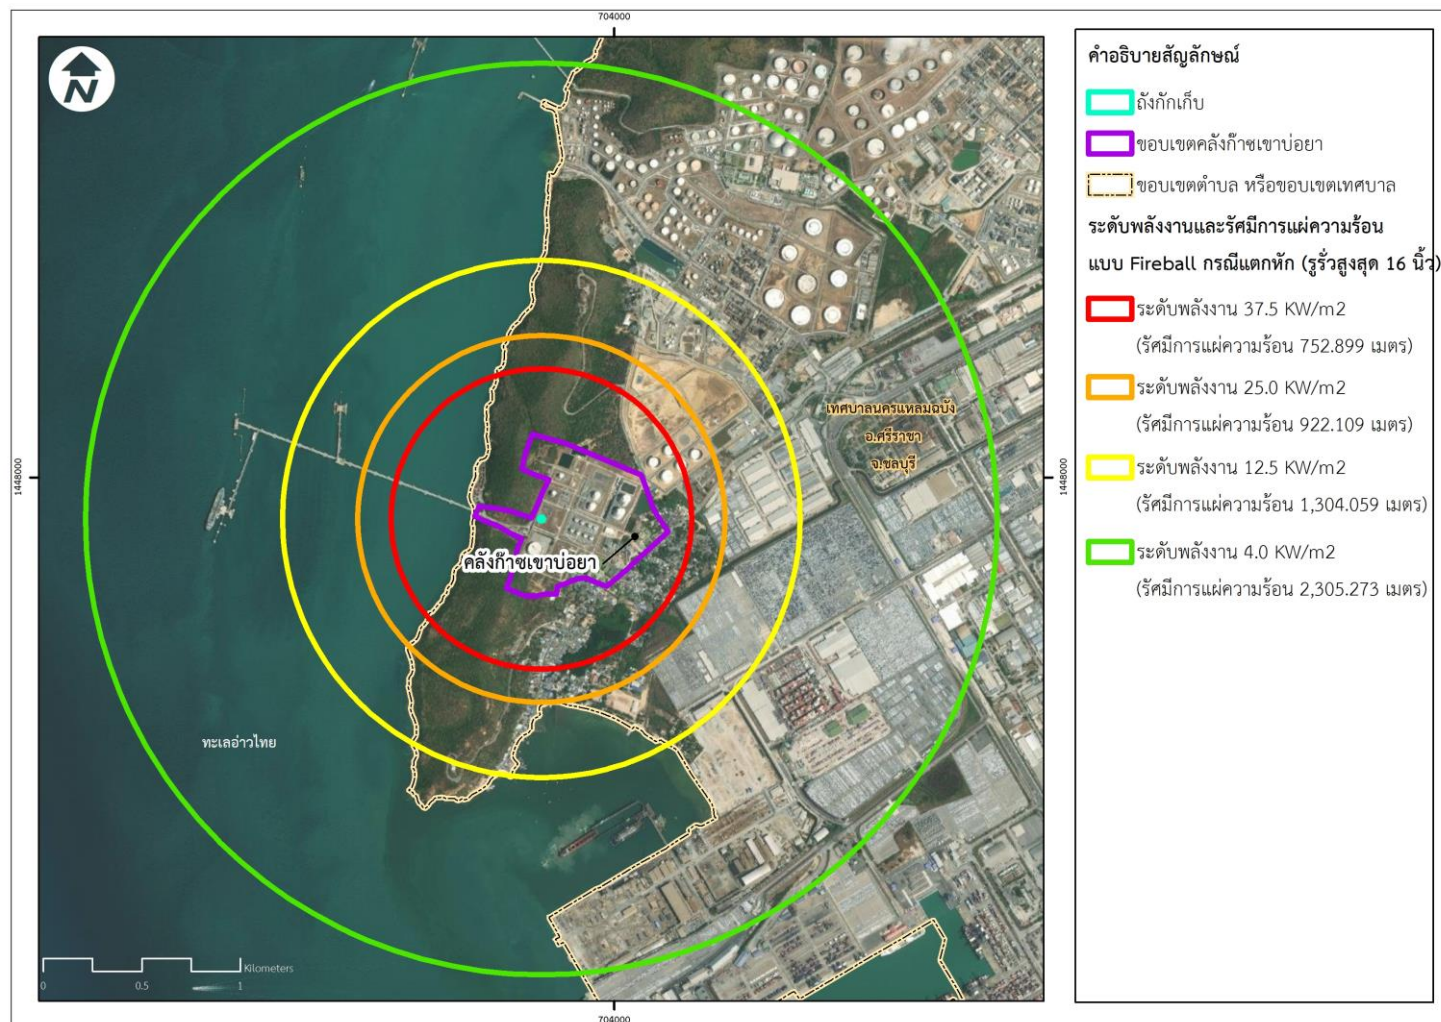 704000
N
1448000
1448000
เทศบาลนครแหลมฉบัง
อ.ศรีราชา
จ.ชลบุรี
คลังก๊าซเขาบ่อยา
ทะเลอ่าวไทย
Kilometers
0 0.5 1
704000
คำอธิบายสัญลักษณ์
ถังกักเก็บ
ขอบเขตคลังก๊าซเขาบ่อยา
ขอบเขตตำบล หรือขอบเขตเทศบาล
ระดับพลังงานและรัศมีการแผ่ความร้อน
แบบ Fireball กรณีแตกหัก (รูรั่วสูงสุด 16 นิ้ว)
ระดับพลังงาน 37.5 KW/m2
(รัศมีการแผ่ความร้อน 752.899 เมตร)
ระดับพลังงาน 25.0 KW/m2
(รัศมีการแผ่ความร้อน 922.109 เมตร)
ระดับพลังงาน 12.5 KW/m2
(รัศมีการแผ่ความร้อน 1,304.059 เมตร)
ระดับพลังงาน 4.0 KW/m2
(รัศมีการแผ่ความร้อน 2,305.273 เมตร)